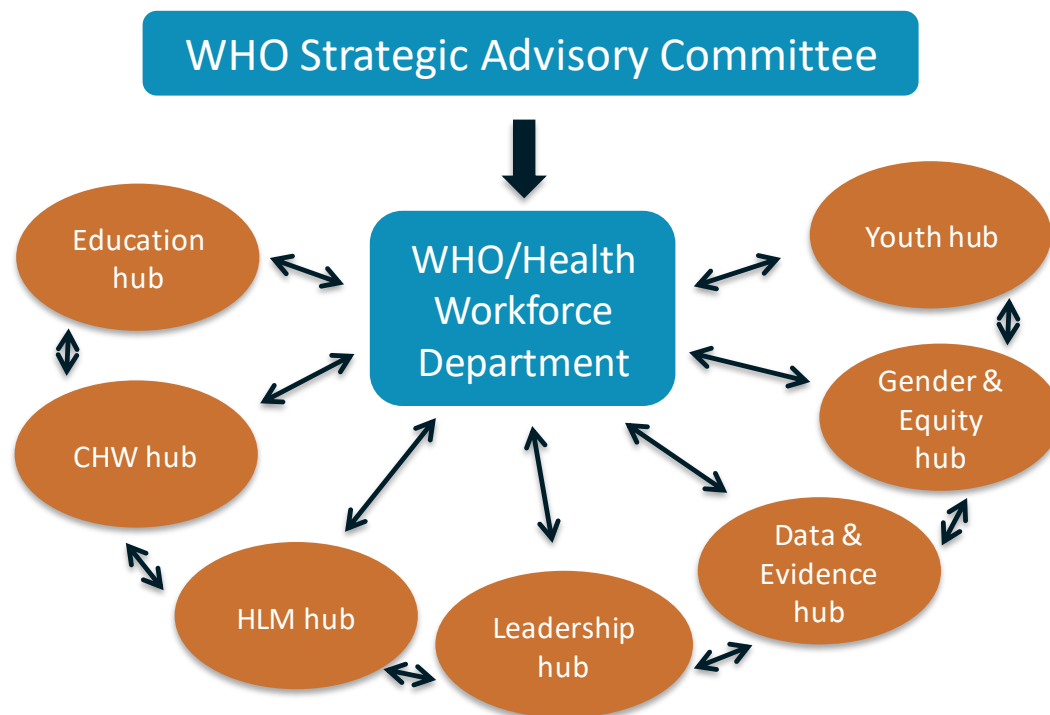 WHO Strategic Advisory Committee
Education
hub
WHO/Health
Workforce
Department
Youth hub
CHW hub
Gender &
Equity
hub
HLM hub
Leadership
hub
Data &
Evidence
hub